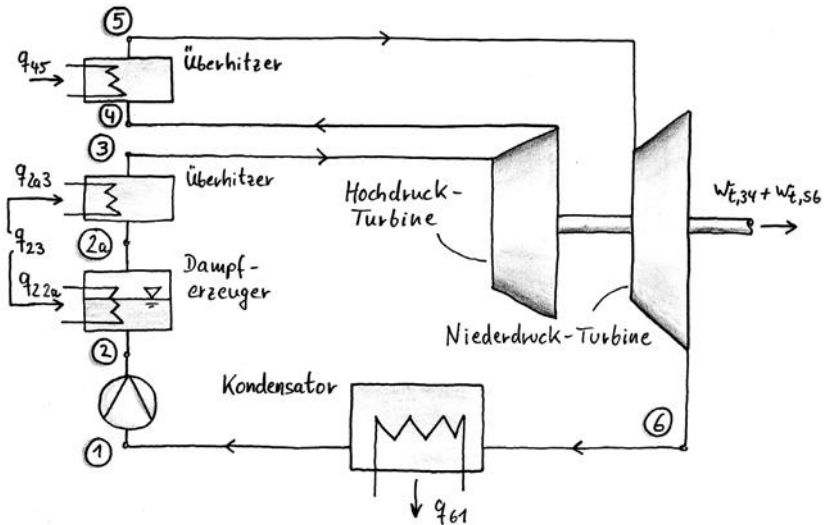 5
q45
Überhitzer
4
3
q2a3
Überhitzer
q23
2a
q22a
Dampf-
erzeuger
2
1
Hochdruck-
Turbine
wt,34 + wt,56
Niederdruck-Turbine
Kondensator
6
q61